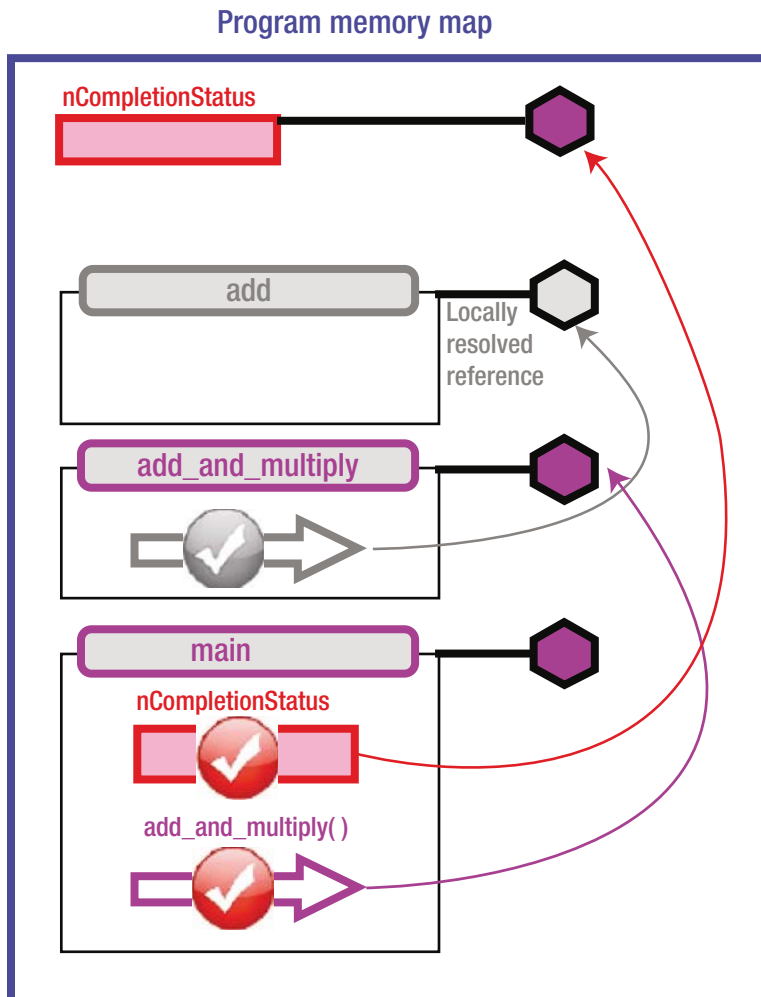 Program memory map
nCompletionStatus
add
Locally
resolved
reference
add_and_multiply
main
nCompletionStatus
add_and_multiply( )